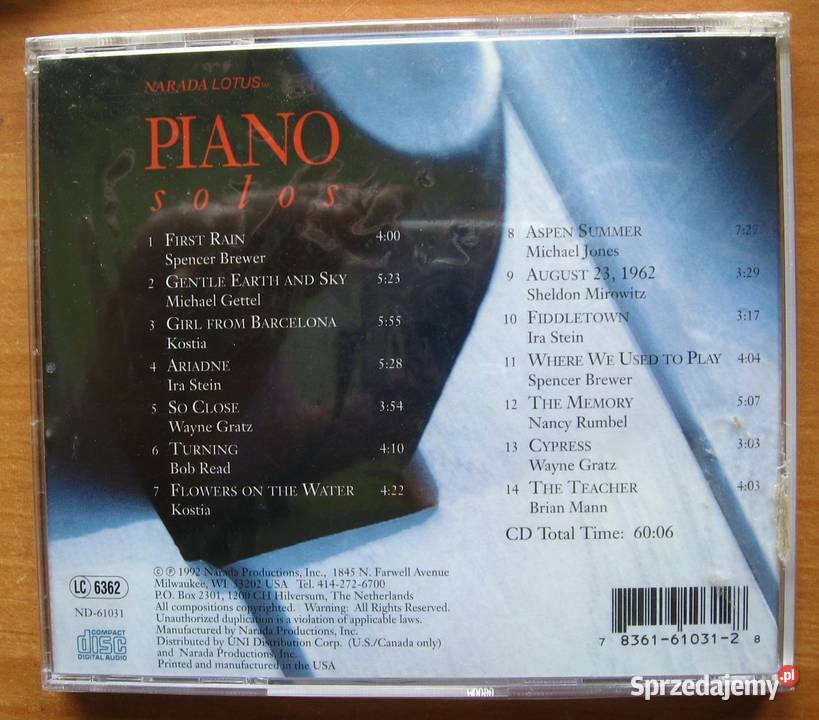 NARADA LOTUS™
PIANO
solos
1 FIRST RAIN 4:00
Spencer Brewer
2 GENTLE EARTH AND SKY 5:23
Michael Gettel
3 GIRL FROM BARCELONA 5:55
Kostia
4 ARIADNE 5:28
Ira Stein
5 SO CLOSE 3:54
Wayne Gratz
6 TURNING 4:10
Bob Read
7 FLOWERS ON THE WATER 4:22
Kostia
8 ASPEN SUMMER 7:27
Michael Jones
9 AUGUST 23, 1962 3:29
Sheldon Mirowitz
10 FIDDLETOWN 3:17
Ira Stein
11 WHERE WE USED TO PLAY 4:04
Spencer Brewer
12 THE MEMORY 5:07
Nancy Rumbel
13 CYPRESS 3:03
Wayne Gratz
14 THE TEACHER 4:03
Brian Mann
CD Total Time: 60:06
© ℗ 1992 Narada Productions, Inc., 1845 N. Farwell Avenue
Milwaukee, WI 53202 USA Tel. 414-272-6700
P.O. Box 2301, 1200 CH Hilversum, The Netherlands
All compositions copyrighted. Warning: All Rights Reserved.
Unauthorized duplication is a violation of applicable laws.
Manufactured by Narada Productions, Inc.
Distributed by UNI Distribution Corp. (U.S./Canada only)
and Narada Productions, Inc.
Printed and manufactured in the USA
LC 6362
ND-61031
COMPACT
disc
DIGITAL AUDIO
7 83616-1031-2 8
Sprzedajemy.pl